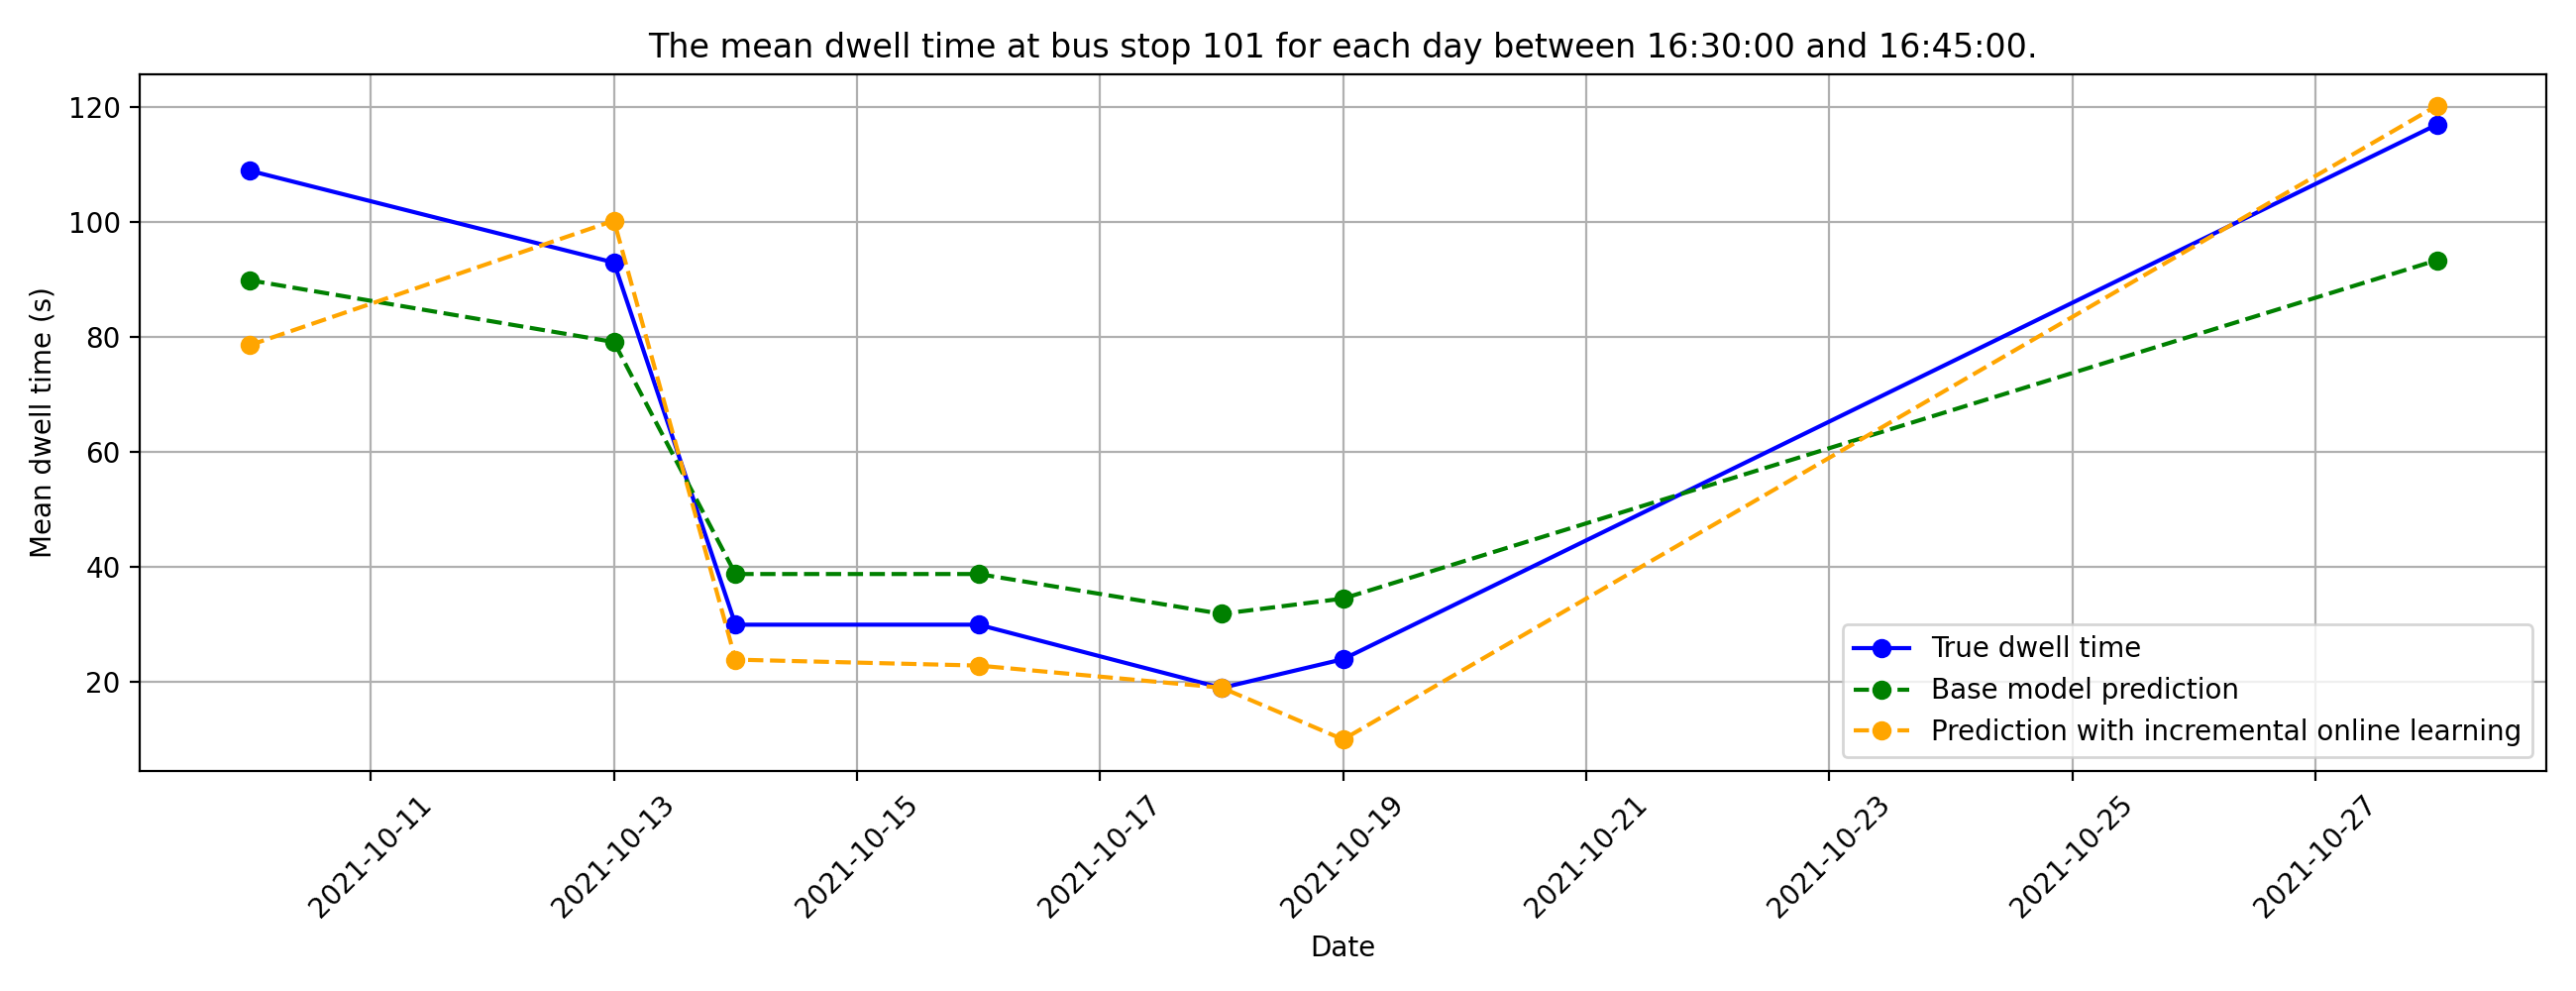 The mean dwell time at bus stop 101 for each day between 16:30:00 and 16:45:00.
Mean dwell time (s)
120
100
80
60
40
20
True dwell time
Base model prediction
Prediction with incremental online learning
2021-10-11
2021-10-13
2021-10-15
2021-10-17
2021-10-19
2021-10-21
2021-10-23
2021-10-25
2021-10-27
Date